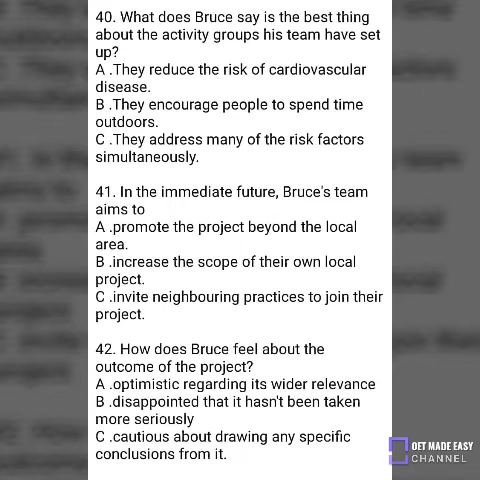 40. What does Bruce say is the best thing
about the activity groups his team have set
up?
A .They reduce the risk of cardiovascular
disease.
B .They encourage people to spend time
outdoors.
C .They address many of the risk factors
simultaneously.
41. In the immediate future, Bruce's team
aims to
A .promote the project beyond the local
area.
B .increase the scope of their own local
project.
C .invite neighbouring practices to join their
project.
42. How does Bruce feel about the
outcome of the project?
A .optimistic regarding its wider relevance
B .disappointed that it hasn't been taken
more seriously
C .cautious about drawing any specific
conclusions from it.
OET MADE EASY
CHANNEL